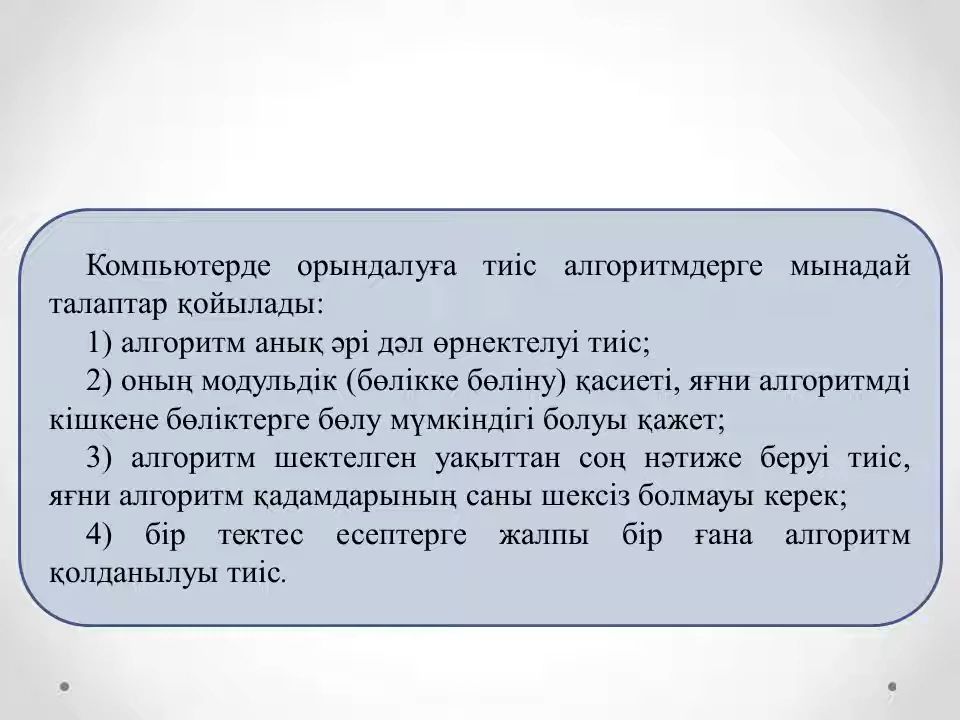 Компьютерде орындалуға тиіс алгоритмдерге мынадай
талаптар қойылады:
1) алгоритм анық әрі дәл өрнектелуі тиіс;
2) оның модульдік (бөлікке бөліну) қасиеті, яғни алгоритмді
кішкене бөліктерге бөлу мүмкіндігі болуы қажет;
3) алгоритм шектелген уақыттан соң нәтиже беруі тиіс,
яғни алгоритм қадамдарының саны шексіз болмауы керек;
4) бір тектес есептерге жалпы бір ғана алгоритм
қолданылуы тиіс.